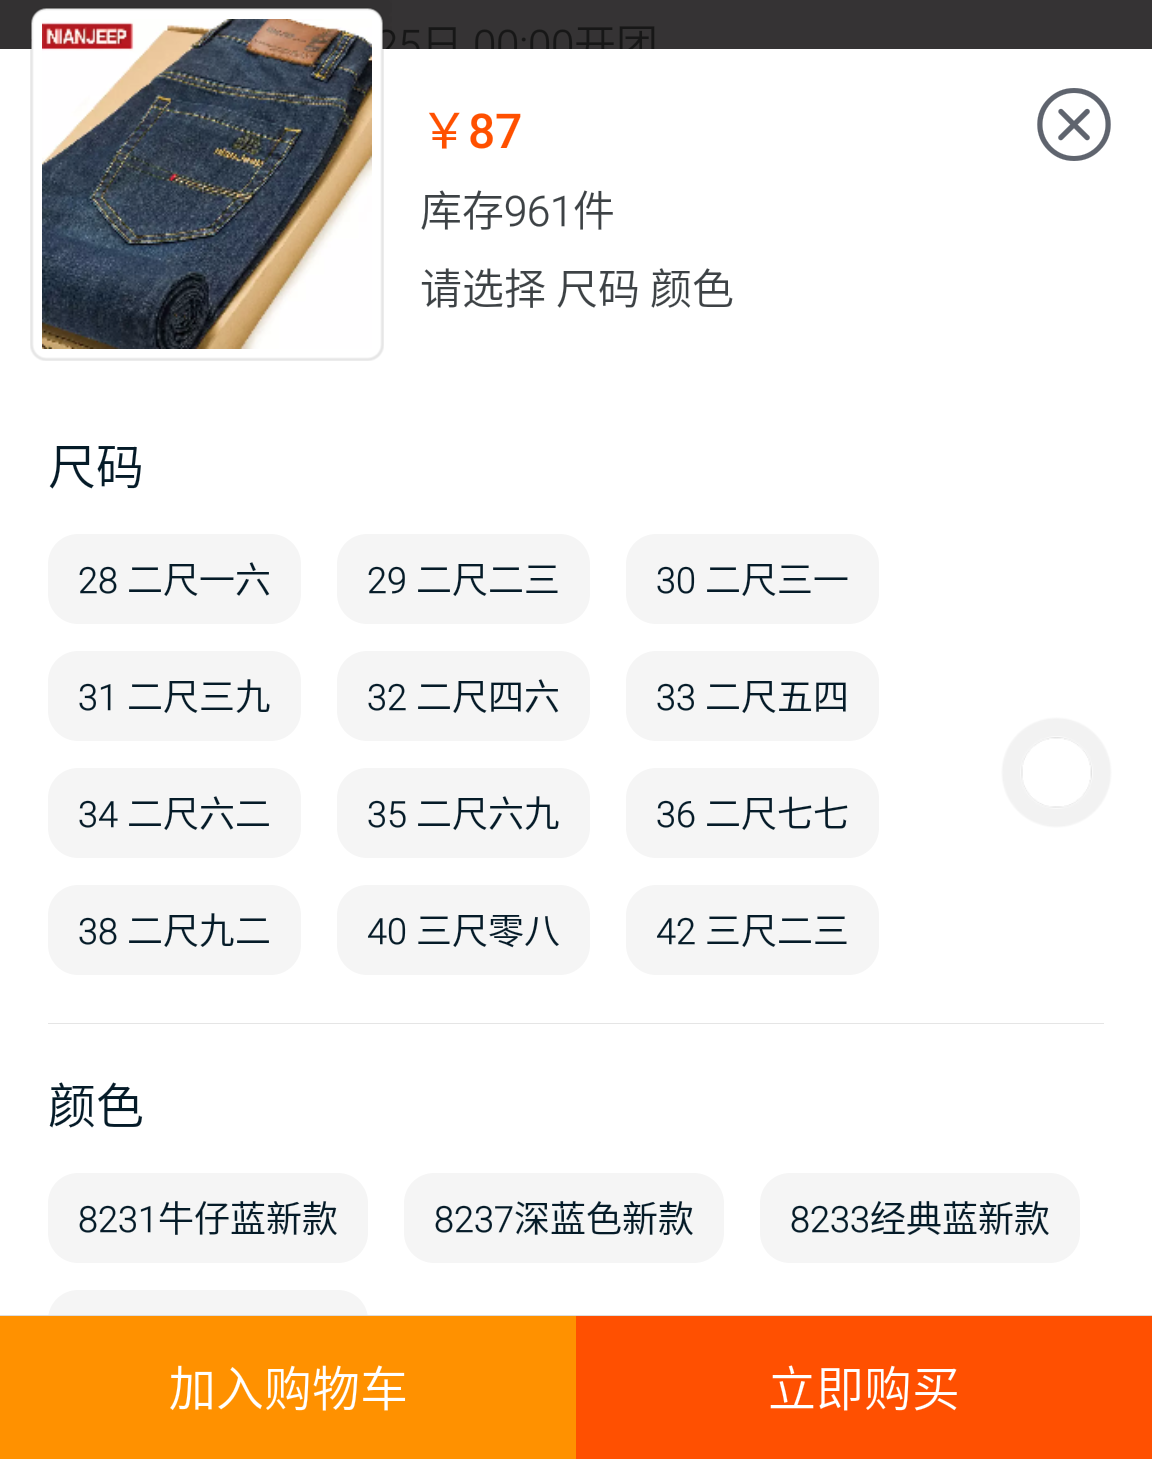 25日 00:00开团
NIANJEEP
￥87
库存961件
请选择 尺码 颜色
尺码
28 二尺一六
29 二尺二三
30 二尺三一
31 二尺三九
32 二尺四六
33 二尺五四
34 二尺六二
35 二尺六九
36 二尺七七
38 二尺九二
40 三尺零八
42 三尺二三
颜色
8231牛仔蓝新款
8237深蓝色新款
8233经典蓝新款
加入购物车
立即购买